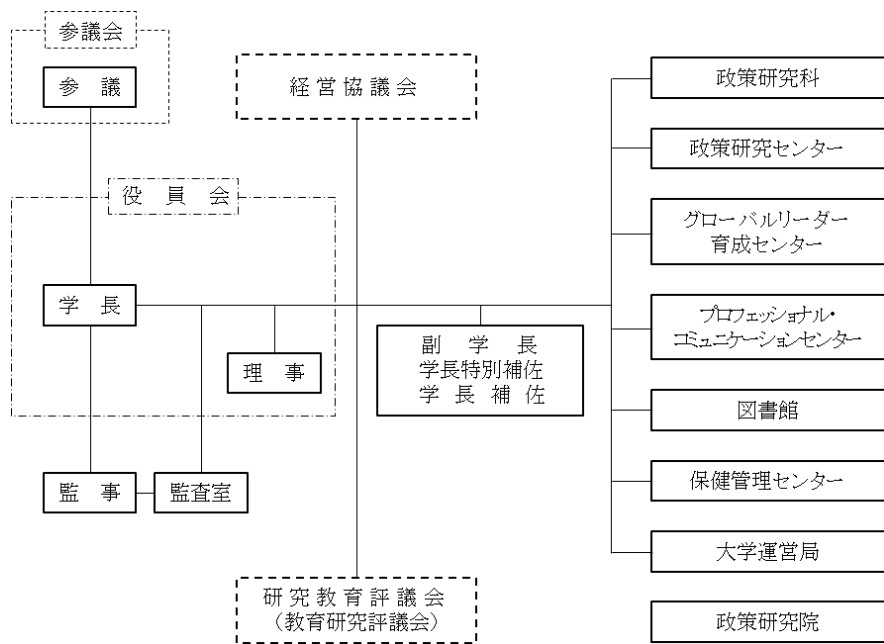 参議会
参　議
経営協議会
役　員　会
学　長
理　事
監　事
監査室
副　学　長
学長特別補佐
学　長　補　佐
研究教育評議会
（教育研究評議会）
政策研究科
政策研究センター
グローバルリーダー
育成センター
プロフェッショナル・
コミュニケーションセンター
図書館
保健管理センター
大学運営局
政策研究院